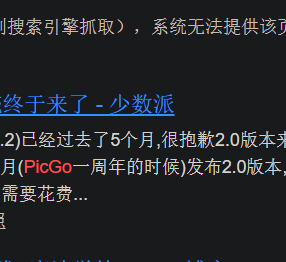 搜索引擎抓取），系统无法提供该页
终于来了 - 少数派
.2)已经过去了5个月,很抱歉2.0版本来
月(PicGo一周年的时候)发布2.0版本,
需要花费...